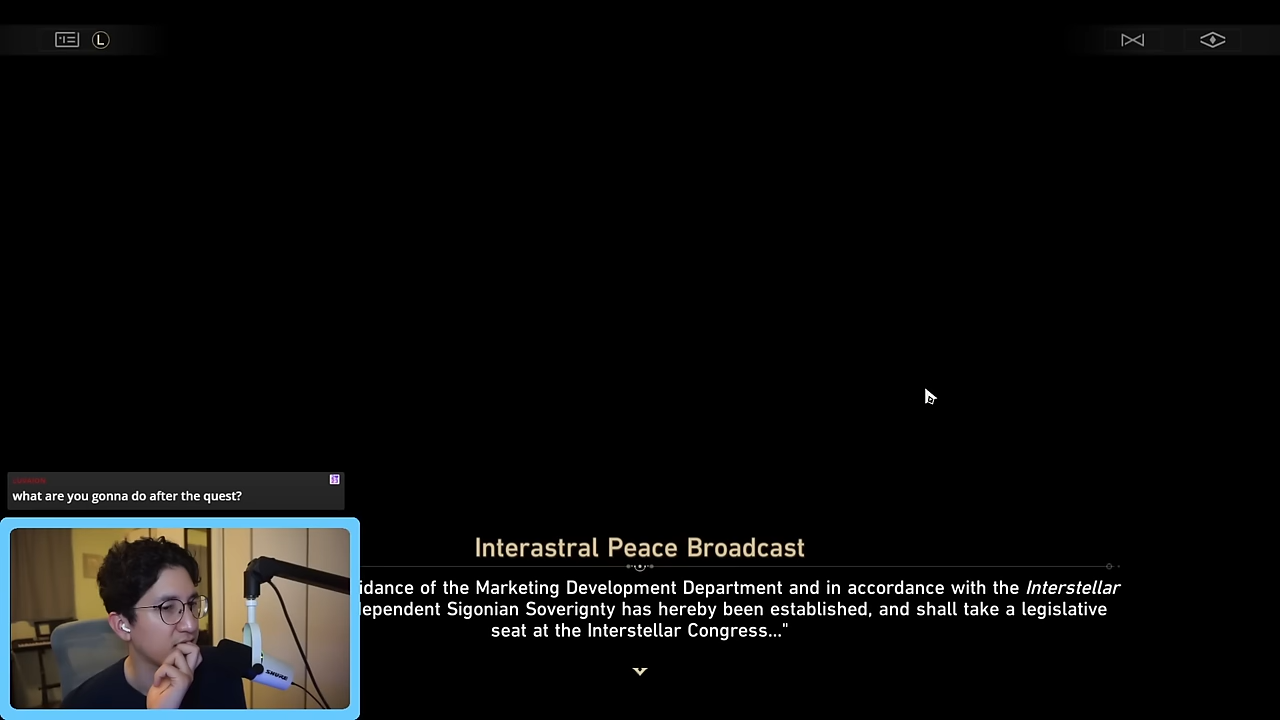 L
what are you gonna do after the quest?
Interastral Peace Broadcast
idance of the Marketing Development Department and in accordance with the Interstellar
dependent Sigonian Soverignty has hereby been established, and shall take a legislative
seat at the Interstellar Congress..."
SHURE